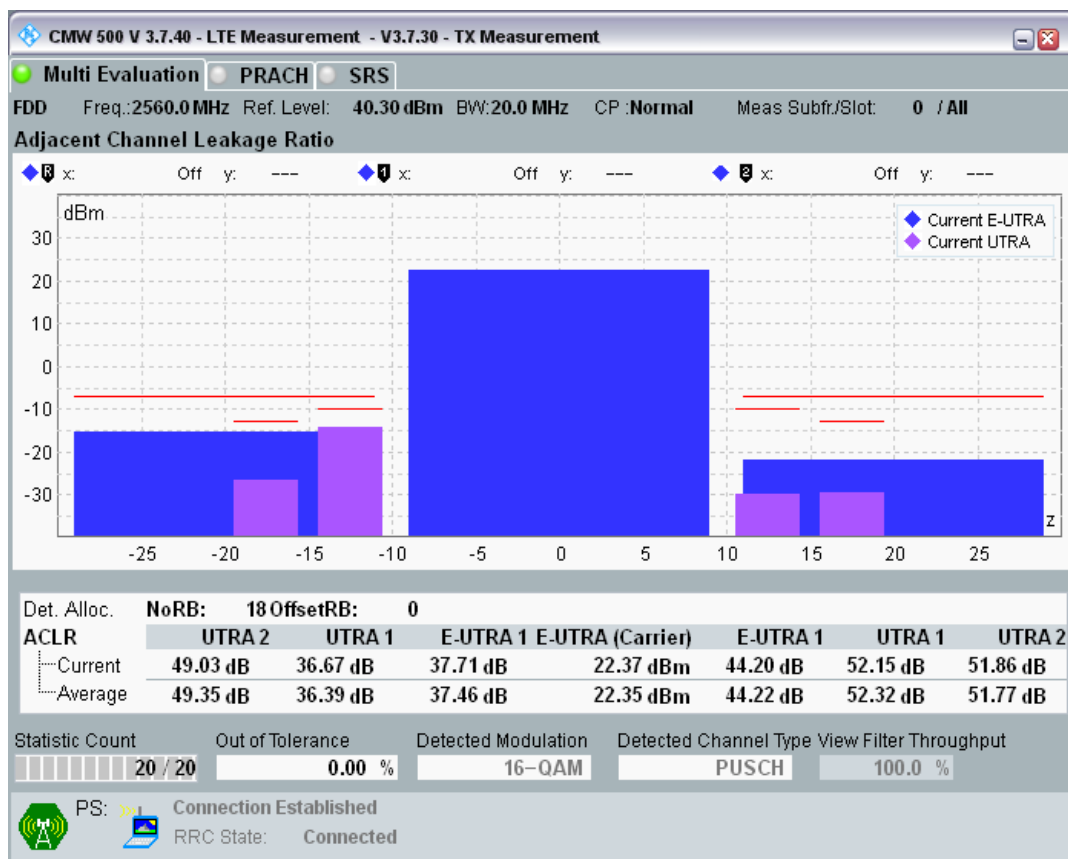 CMW 500 V 3.7.40 - LTE Measurement - V3.7.30 - TX Measurement
Multi Evaluation PRACH SRS
FDD Freq.:2560.0 MHz Ref. Level: 40.30 dBm BW:20.0 MHz CP :Normal Meas Subfr./Slot: 0 / All
Adjacent Channel Leakage Ratio
R x: Off y: --- 1 x: Off y: --- 2 x: Off y: ---
dBm
Current E-UTRA
Current UTRA
30
20
10
0
-10
-20
-30
z
-25 -20 -15 -10 -5 0 5 10 15 20 25
Det. Alloc. NoRB: 18 OffsetRB: 0
ACLR UTRA 2 UTRA 1 E-UTRA 1 E-UTRA (Carrier) E-UTRA 1 UTRA 1 UTRA 2
Current 49.03 dB 36.67 dB 37.71 dB 22.37 dBm 44.20 dB 52.15 dB 51.86 dB
Average 49.35 dB 36.39 dB 37.46 dB 22.35 dBm 44.22 dB 52.32 dB 51.77 dB
Statistic Count Out of Tolerance Detected Modulation Detected Channel Type View Filter Throughput
20 / 20 0.00 % 16-QAM PUSCH 100.0 %
PS: Connection Established
RRC State: Connected